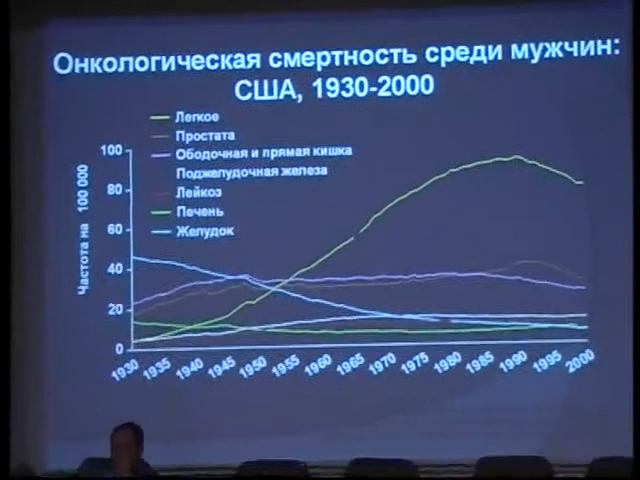 Онкологическая смертность среди мужчин:
США, 1930-2000
Легкое
Простата
Ободочная и прямая кишка
Поджелудочная железа
Лейкоз
Печень
Желудок
Частота на 100 000
100
80
60
40
20
0
1930 1935 1940 1945 1950 1955 1960 1965 1970 1975 1980 1985 1990 1995 2000